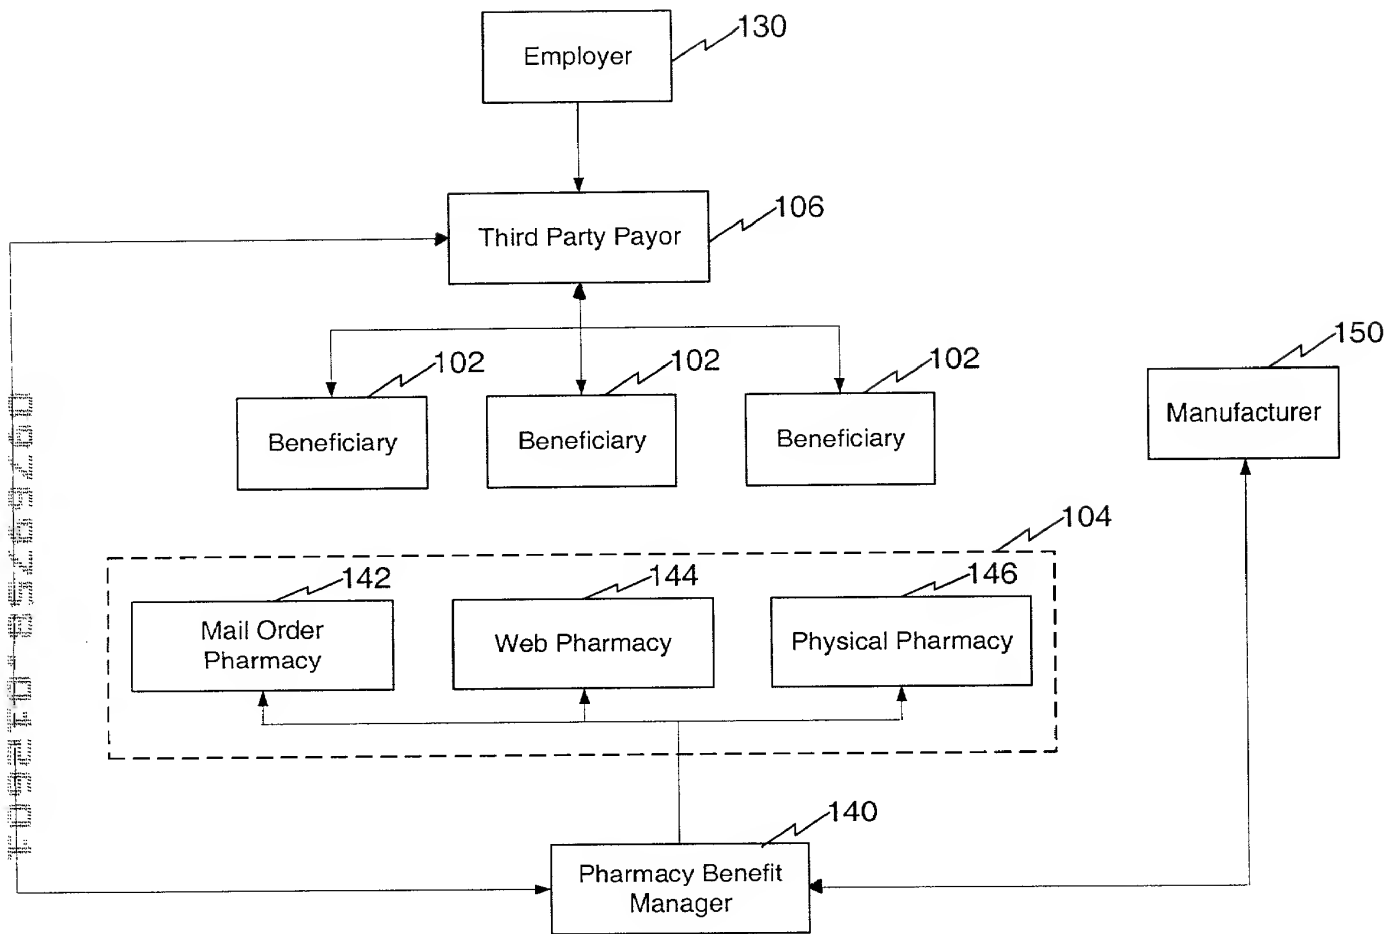 130
Employer
106
Third Party Payor
150
102
102
102
Manufacturer
Beneficiary
Beneficiary
Beneficiary
104
142
144
146
Mail Order
Pharmacy
Web Pharmacy
Physical Pharmacy
140
Pharmacy Benefit
Manager